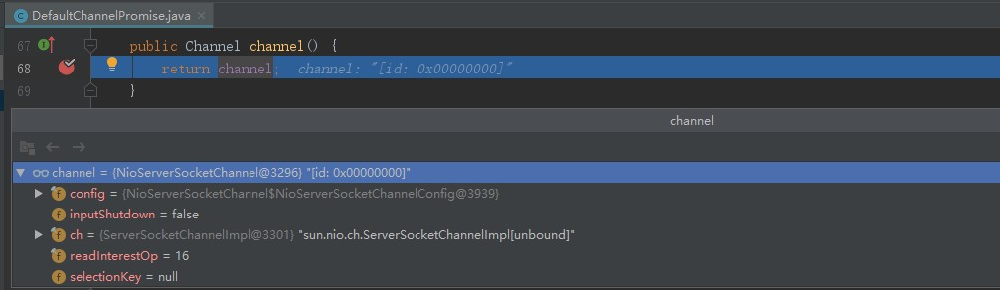 DefaultChannelPromise.java
67 public Channel channel() {
68 return channel; channel: "[id: 0x00000000]"
69 }
channel
channel = {NioServerSocketChannel@3296} "[id: 0x00000000]"
config = {NioServerSocketChannel$NioServerSocketChannelConfig@3939}
inputShutdown = false
ch = {ServerSocketChannelImpl@3301} "sun.nio.ch.ServerSocketChannelImpl[unbound]"
readInterestOp = 16
selectionKey = null